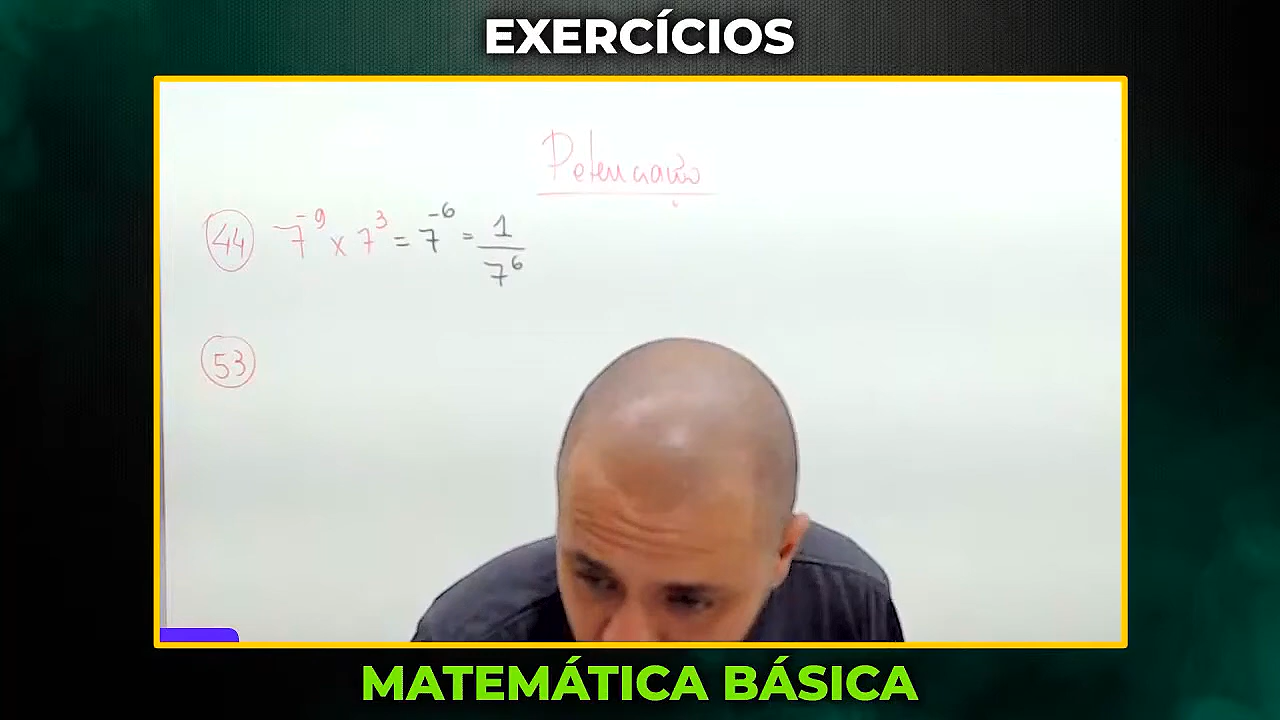 EXERCÍCIOS
Potenciação
44 7⁻⁹ x 7³ = 7⁻⁶ = 1/7⁶
53
MATEMÁTICA BÁSICA